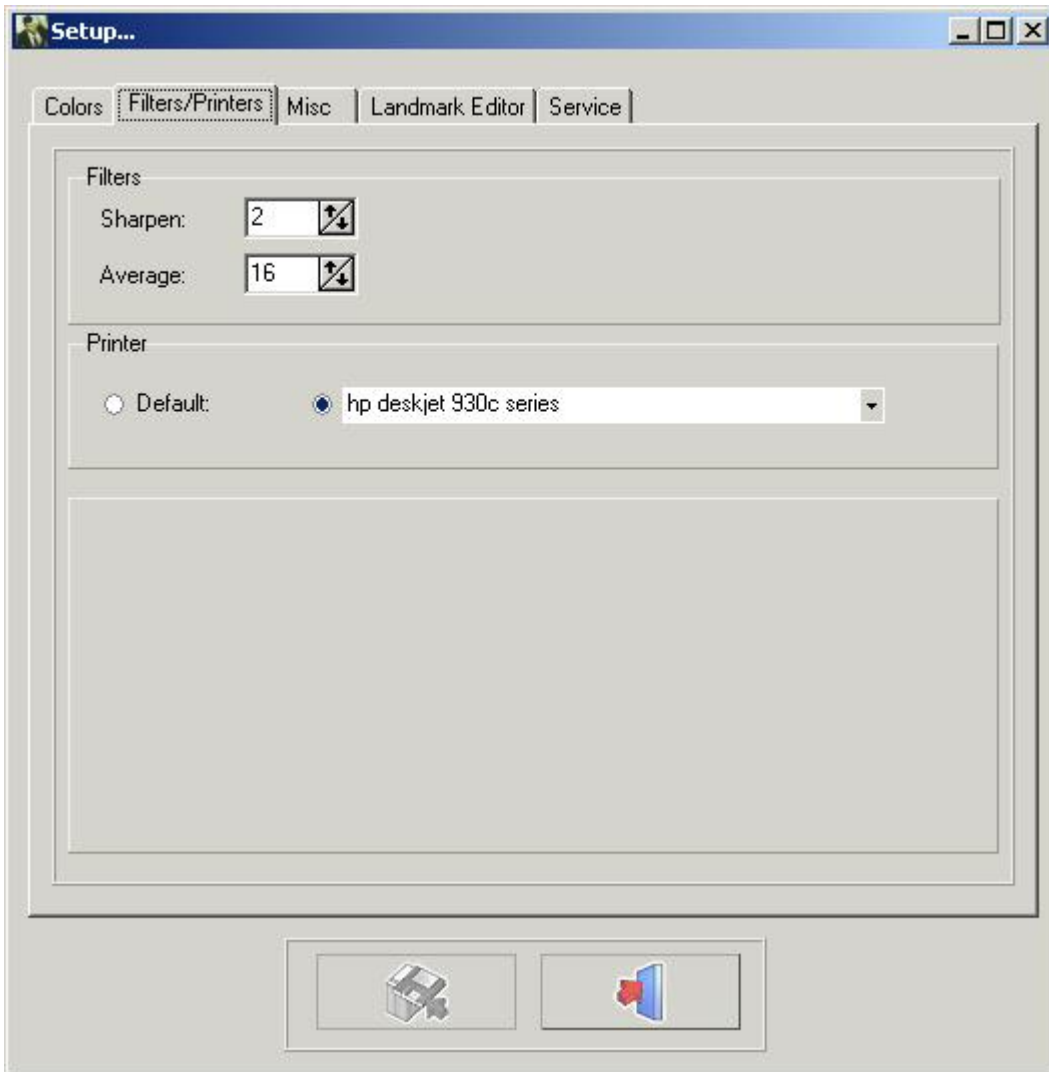 Setup...
Colors Filters/Printers Misc Landmark Editor Service
Filters
Sharpen: 2
Average: 16
Printer
Default: hp deskjet 930c series